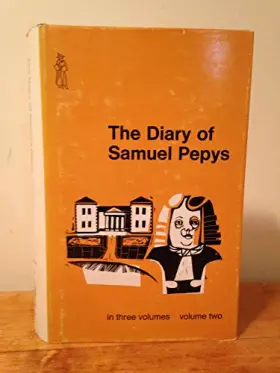 The Diary of
Samuel Pepys
in three volumes volume two